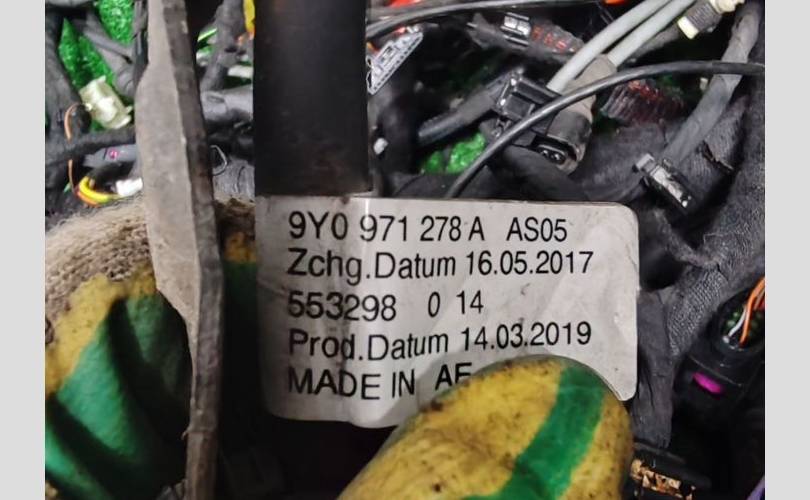 9Y0 971 278 A AS05
Zchg.Datum 16.05.2017
553298 0 14
Prod.Datum 14.03.2019
MADE IN